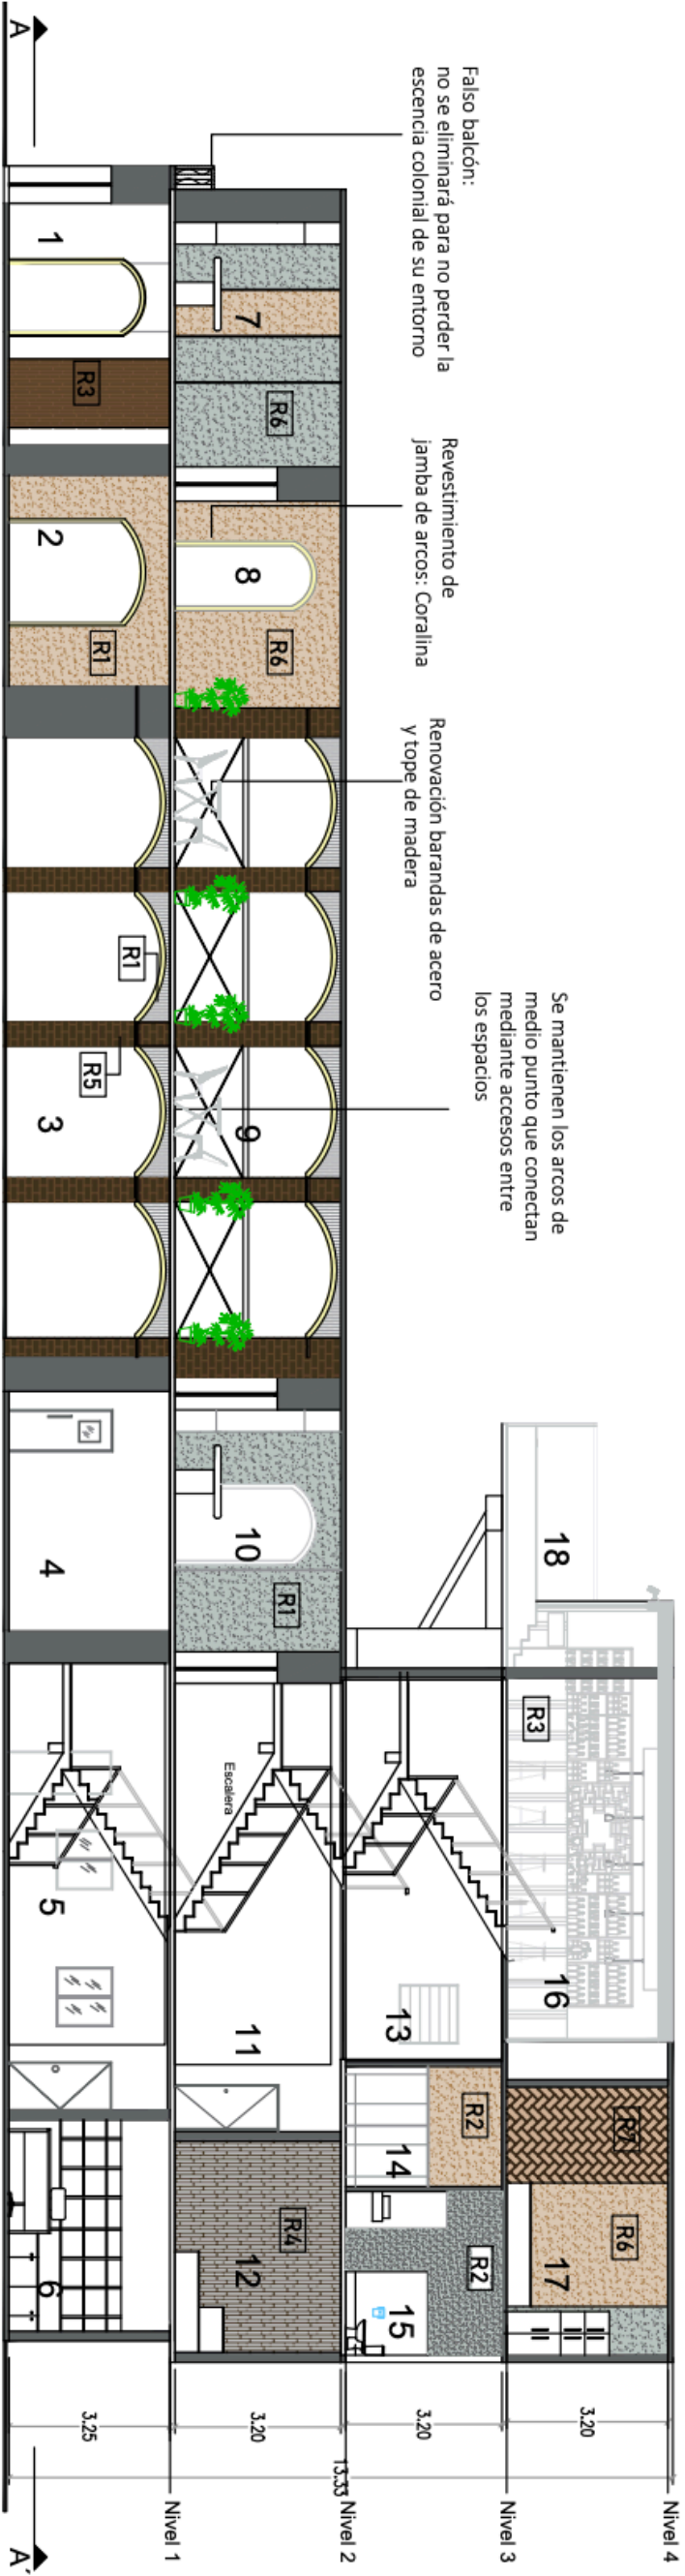 Falso balcón:
no se eliminará para no perder la
escencia colonial de su entorno
Revestimiento de
jamba de arcos: Coralina
Renovación barandas de acero
y tope de madera
Se mantienen los arcos de
medio punto que conectan
mediante accesos entre
los espacios
Nivel 4
18
R3
16
R7
R6
17
3.20
Nivel 3
13
R2
14
R2
15
3.20
13.33
Nivel 2
7
R6
8
R6
9
10
R1
Escalera
11
R4
12
3.20
Nivel 1
1
R3
2
R1
R1
R5
3
4
5
6
3.25
A
A´